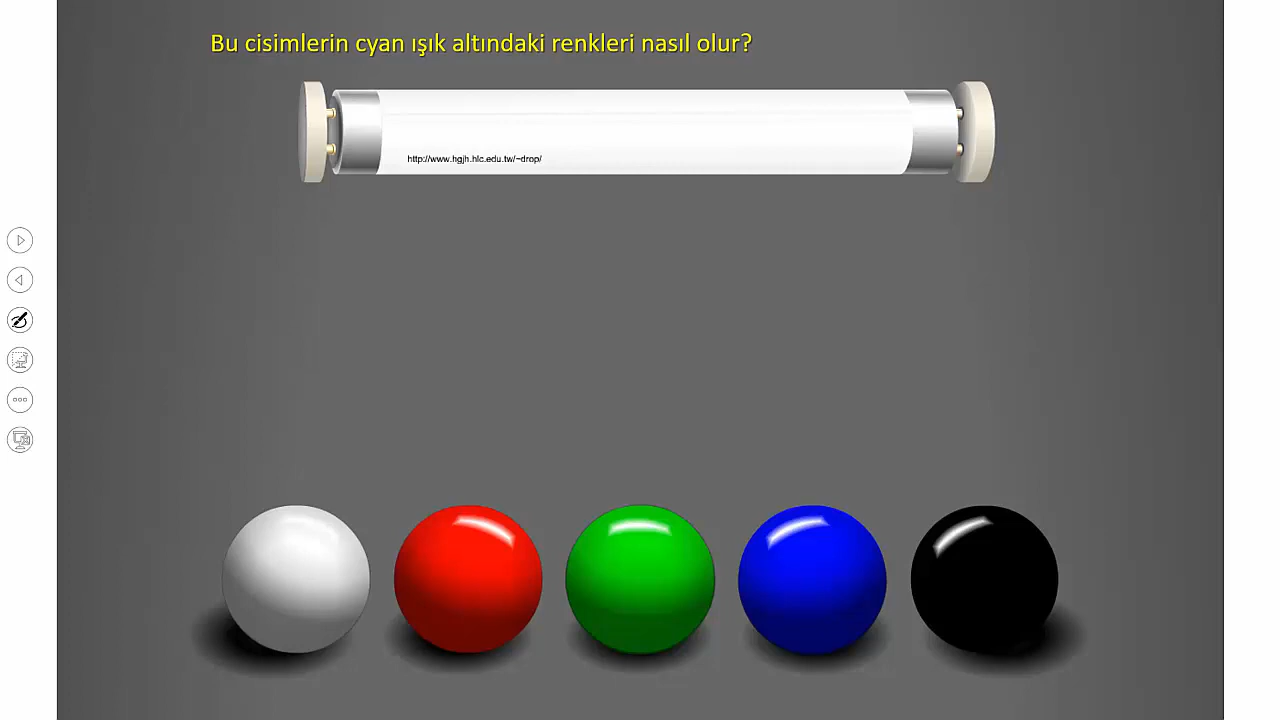 Bu cisimlerin cyan ışık altındaki renkleri nasıl olur?
http://www.hgjh.hlc.edu.tw/~drop/